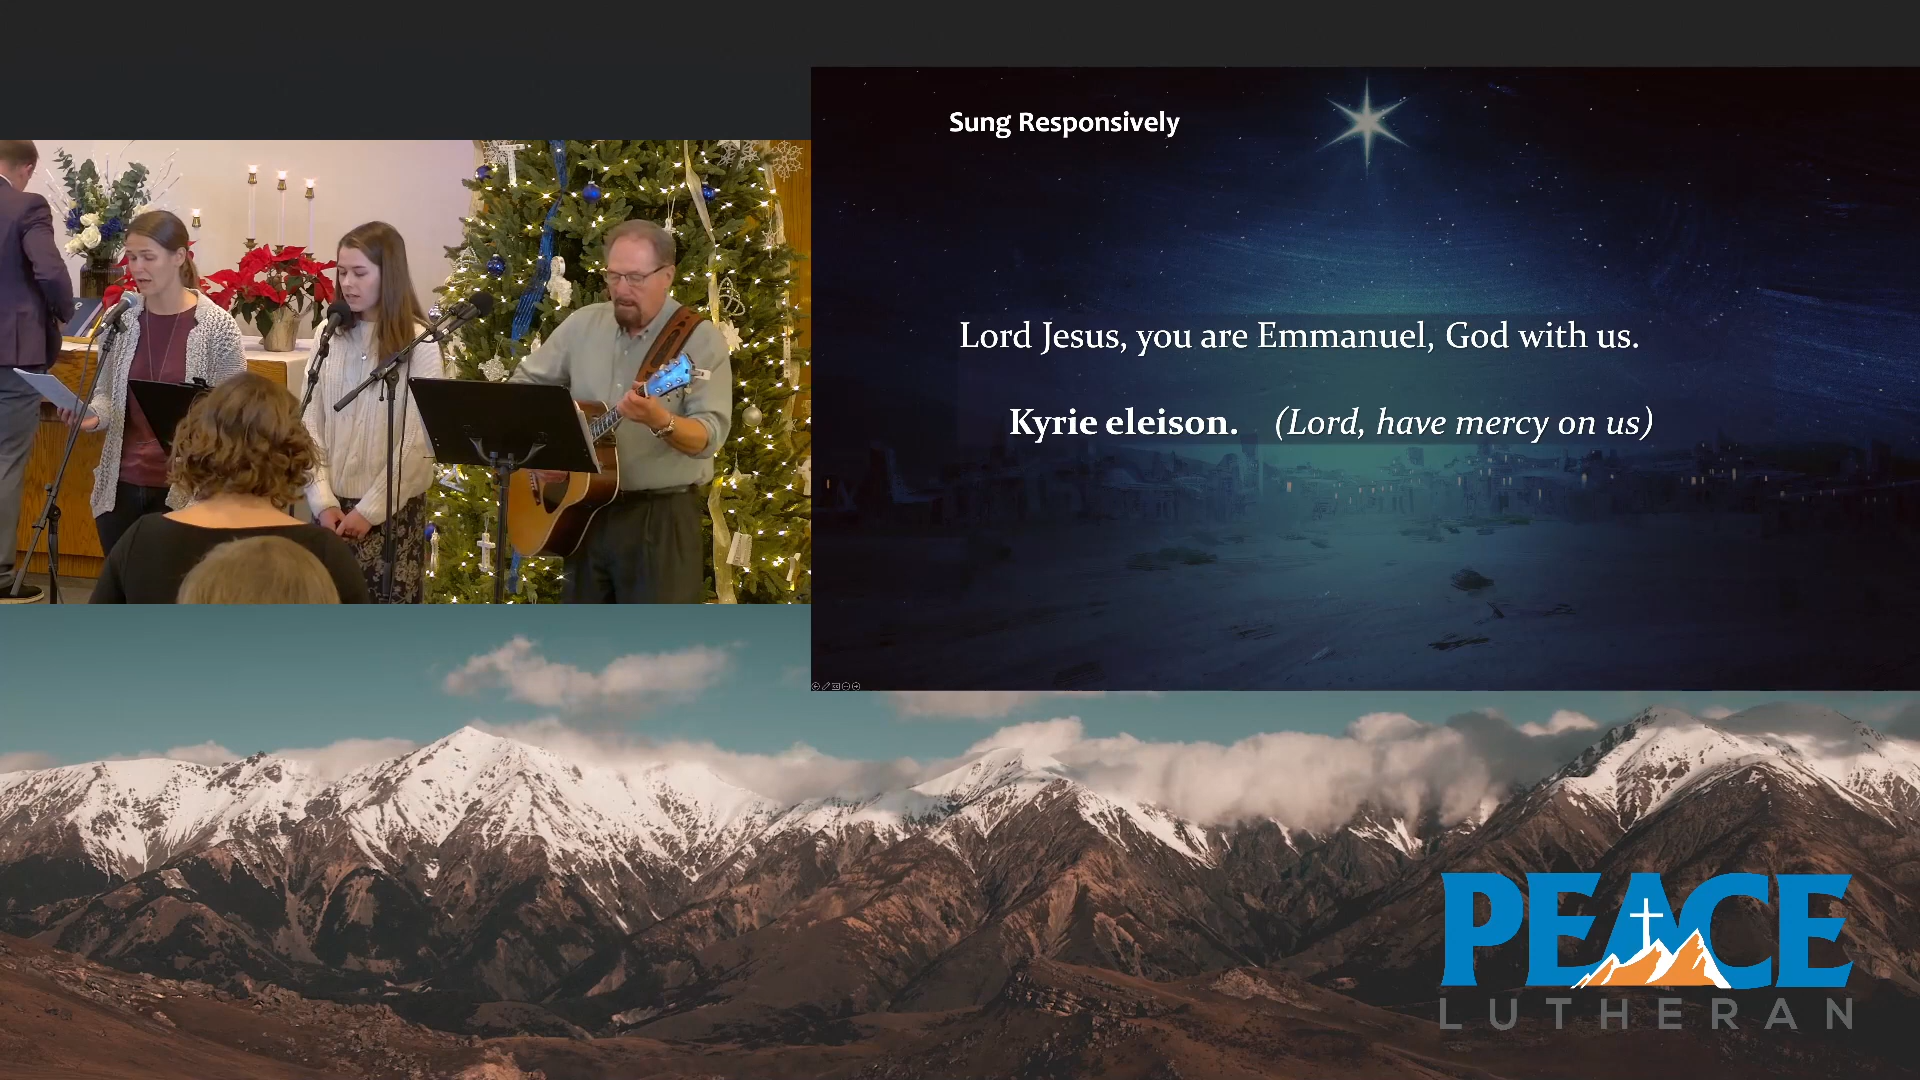 Sung Responsively
Lord Jesus, you are Emmanuel, God with us.
Kyrie eleison. (Lord, have mercy on us)
PEACE
LUTHERAN